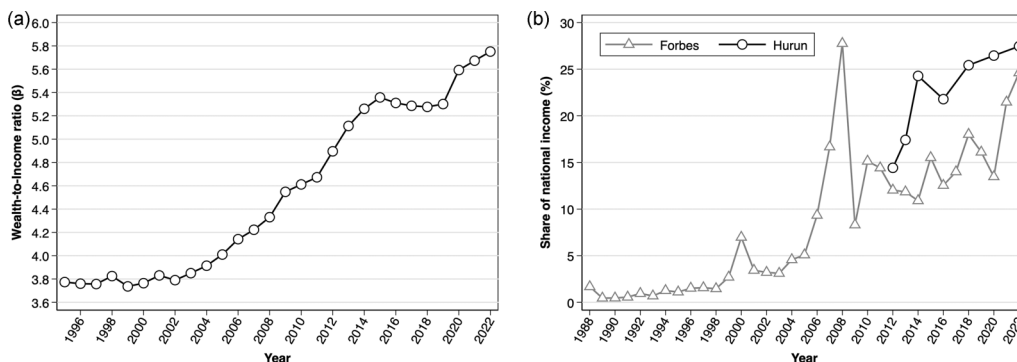 (a)
Wealth-to-income ratio (β)
6.0
5.8
5.6
5.4
5.2
5.0
4.8
4.6
4.4
4.2
4.0
3.8
3.6
1996 1998 2000 2002 2004 2006 2008 2010 2012 2014 2016 2018 2020 2022
Year
(b)
Forbes Hurun
Share of national income (%)
30
25
20
15
10
5
0
1988 1990 1992 1994 1996 1998 2000 2002 2004 2006 2008 2010 2012 2014 2016 2018 2020
Year